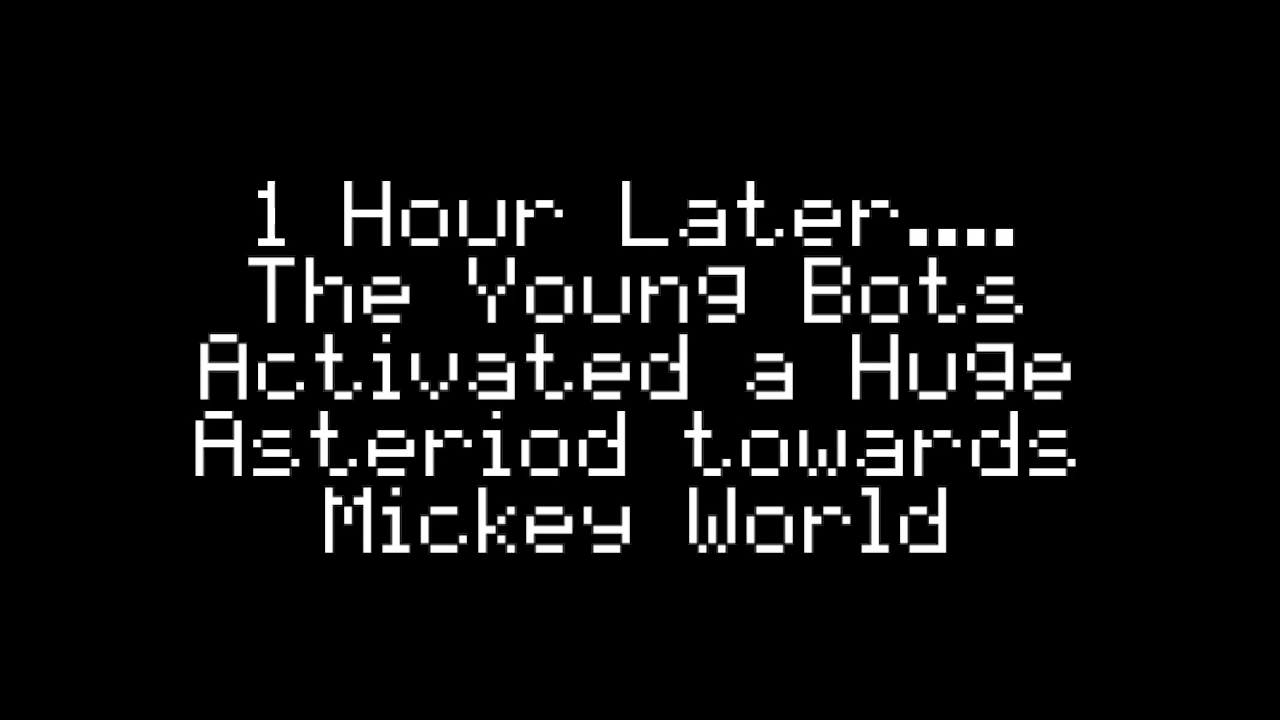 1 Hour Later....
The Young Bots
Activated a Huge
Asteriod towards
Mickey World